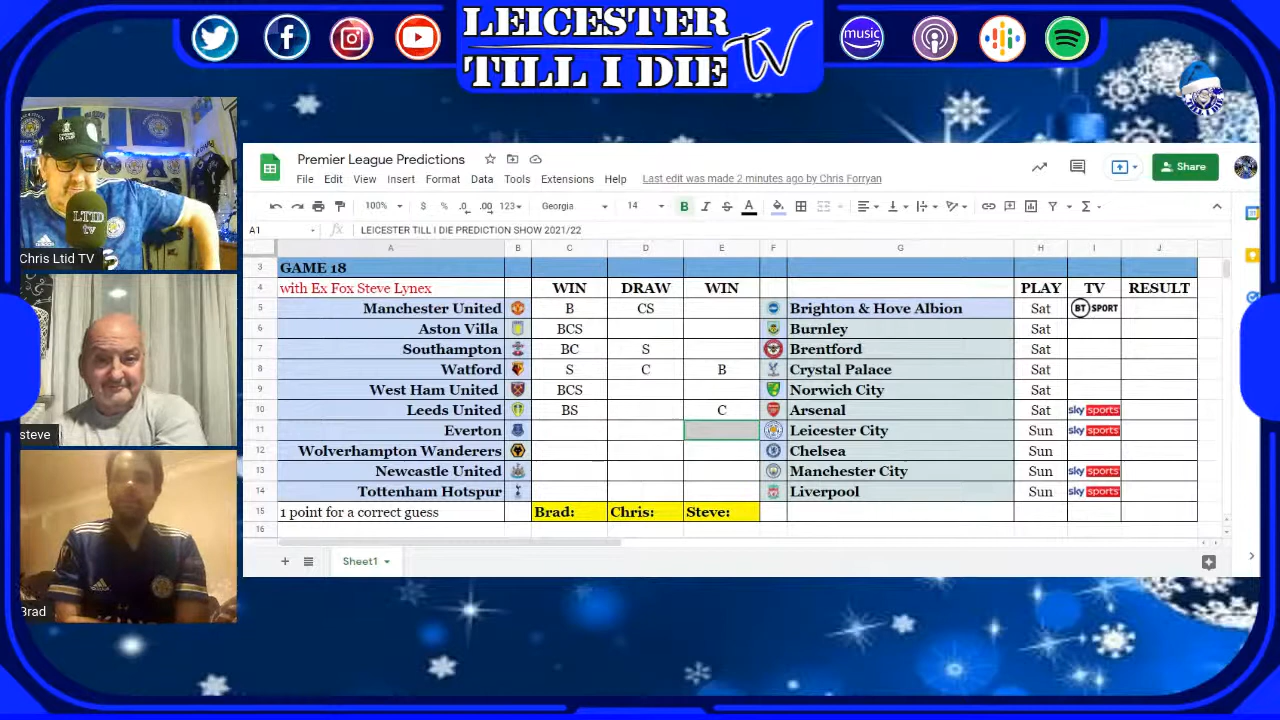 LEICESTER
TILL I DIE TV
music
Chris Ltid TV
LTID
tv
steve
Brad
Premier League Predictions
File Edit View Insert Format Data Tools Extensions Help Last edit was made 2 minutes ago by Chris Forryan
Share
100% $ % .0 .00 123 Georgia 14 B I S A
A1 fx LEICESTER TILL I DIE PREDICTION SHOW 2021/22
A B C D E F G H I J
3 GAME 18
4 with Ex Fox Steve Lynex WIN DRAW WIN PLAY TV RESULT
5 Manchester United B CS Brighton & Hove Albion Sat BT SPORT
6 Aston Villa BCS Burnley Sat
7 Southampton BC S Brentford Sat
8 Watford S C B Crystal Palace Sat
9 West Ham United BCS Norwich City Sat
10 Leeds United BS C Arsenal Sat sky sports
11 Everton Leicester City Sun sky sports
12 Wolverhampton Wanderers Chelsea Sun
13 Newcastle United Manchester City Sun sky sports
14 Tottenham Hotspur Liverpool Sun sky sports
15 1 point for a correct guess Brad: Chris: Steve:
16
Sheet1